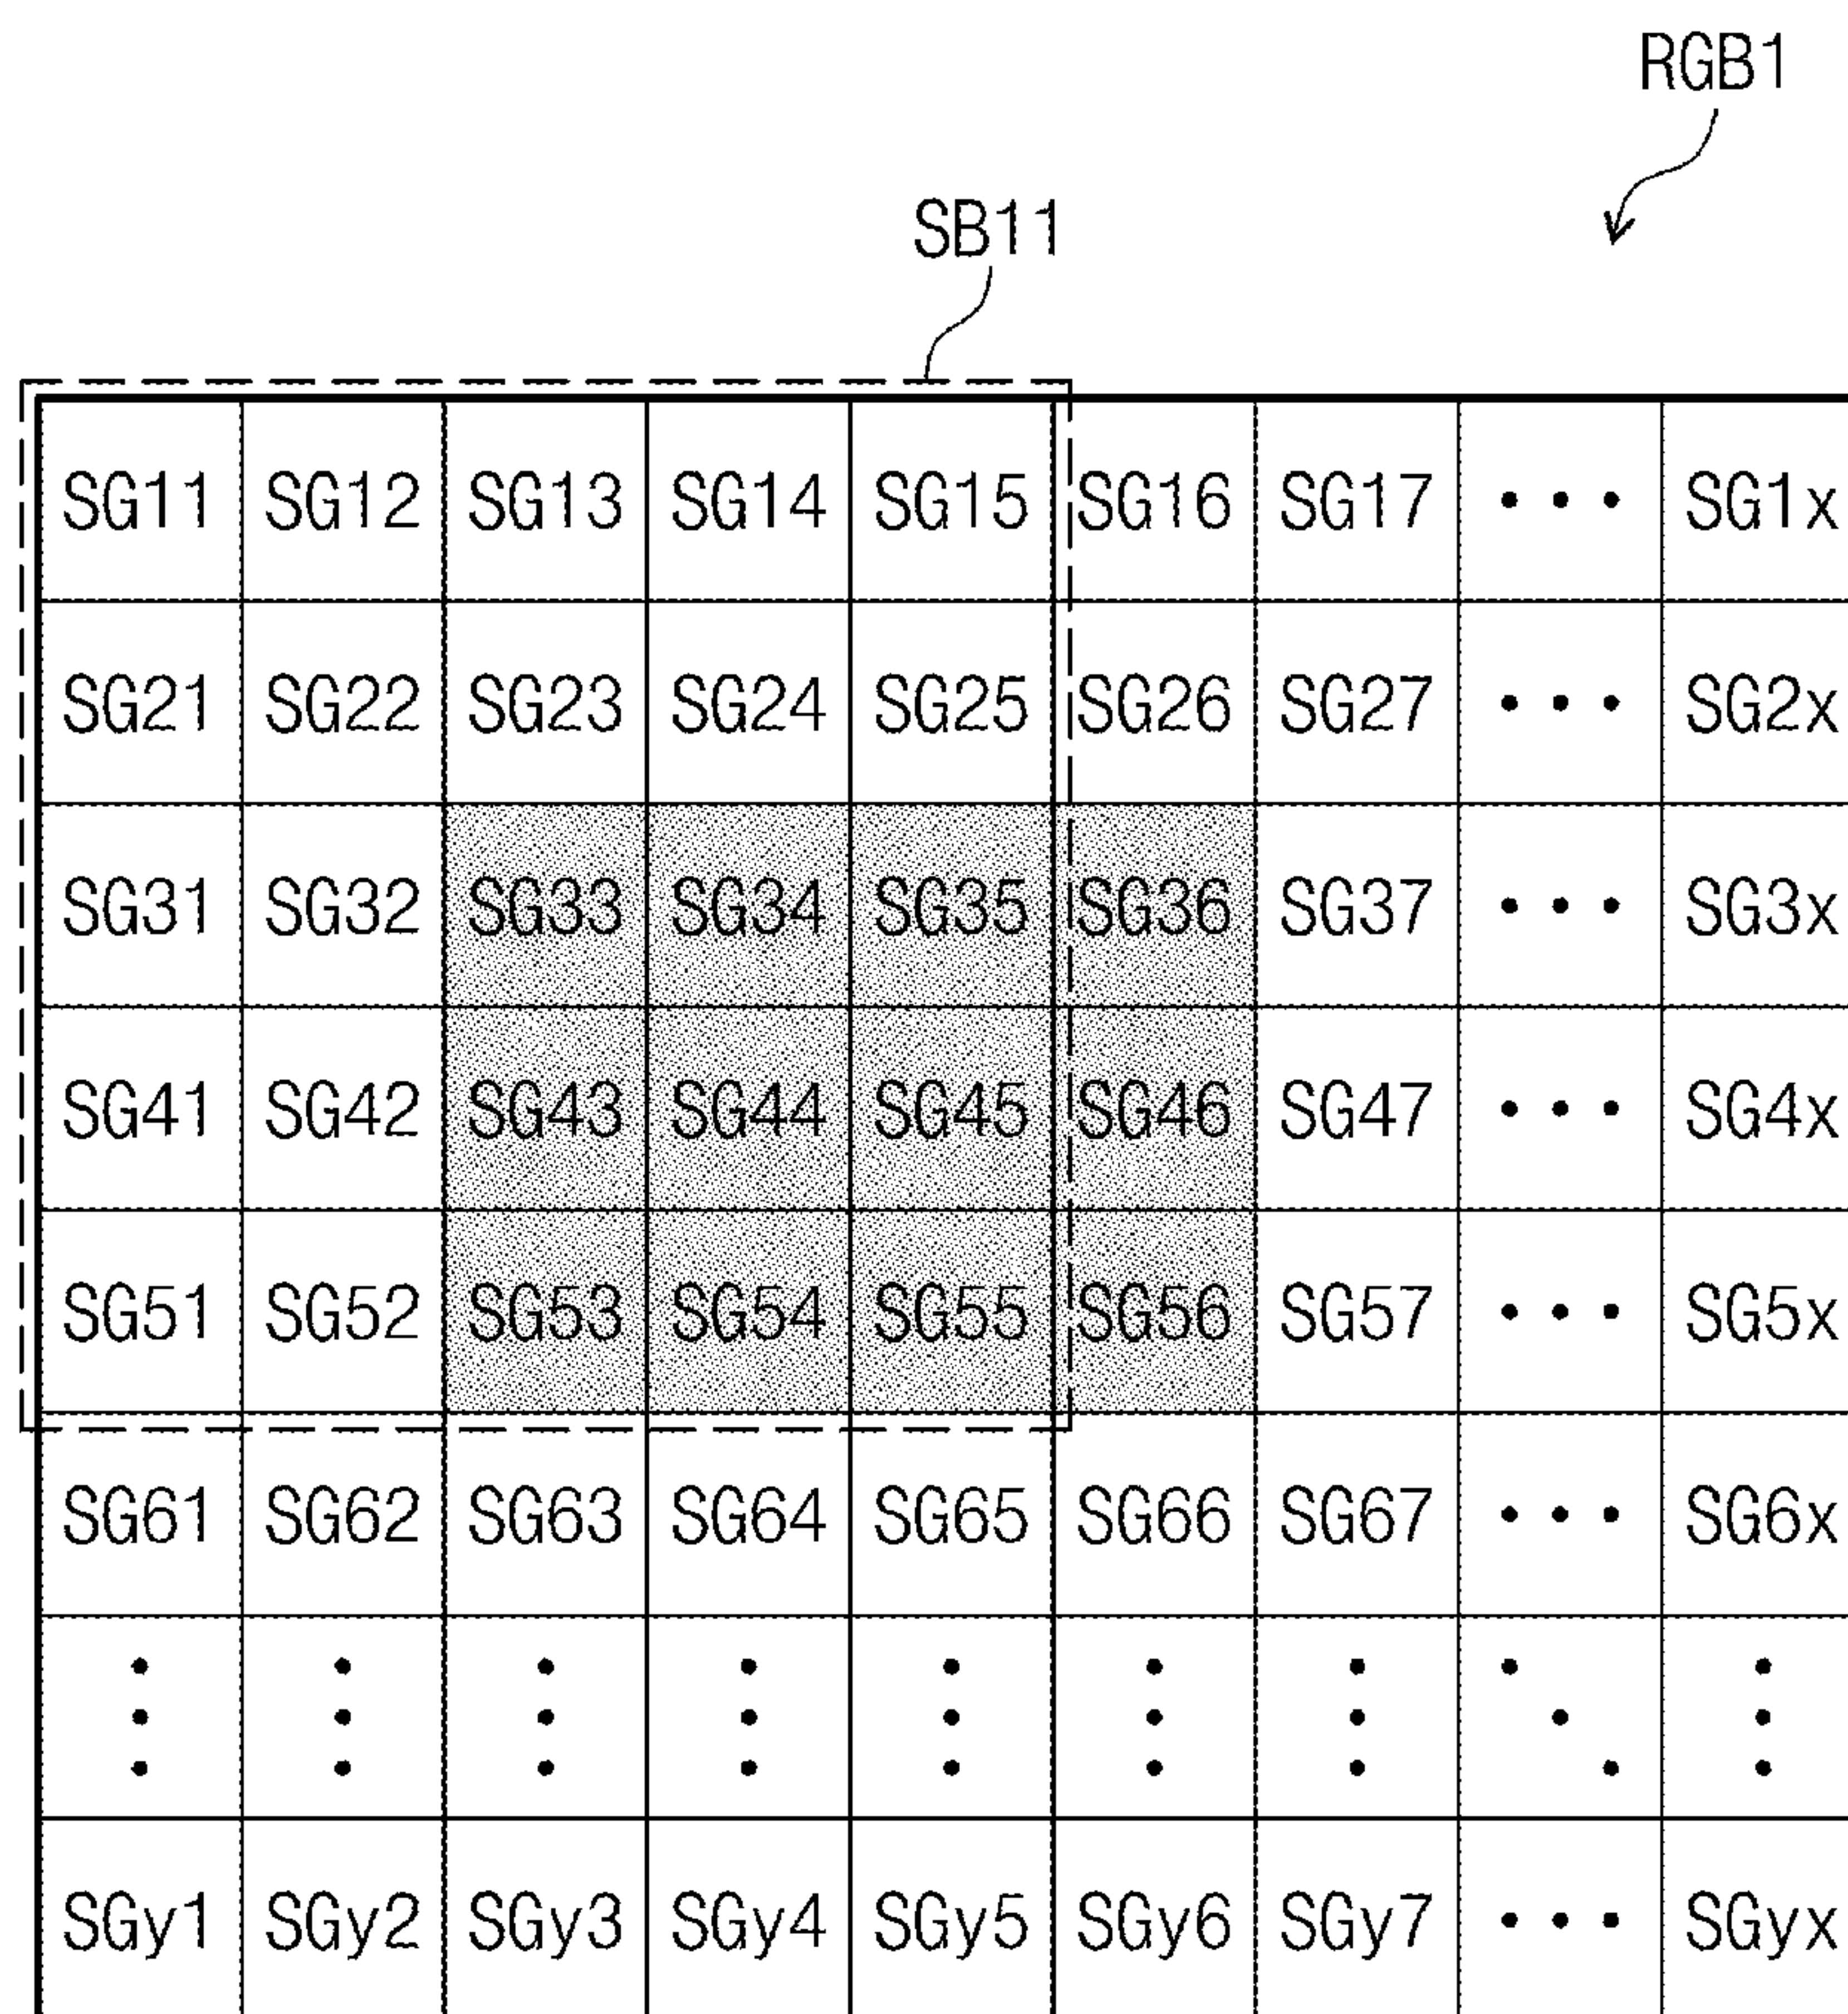 RGB1
SB11
SG11 SG12 SG13 SG14 SG15 SG16 SG17 • • • SG1x
SG21 SG22 SG23 SG24 SG25 SG26 SG27 • • • SG2x
SG31 SG32 SG33 SG34 SG35 SG36 SG37 • • • SG3x
SG41 SG42 SG43 SG44 SG45 SG46 SG47 • • • SG4x
SG51 SG52 SG53 SG54 SG55 SG56 SG57 • • • SG5x
SG61 SG62 SG63 SG64 SG65 SG66 SG67 • • • SG6x
SGy1 SGy2 SGy3 SGy4 SGy5 SGy6 SGy7 • • • SGyx